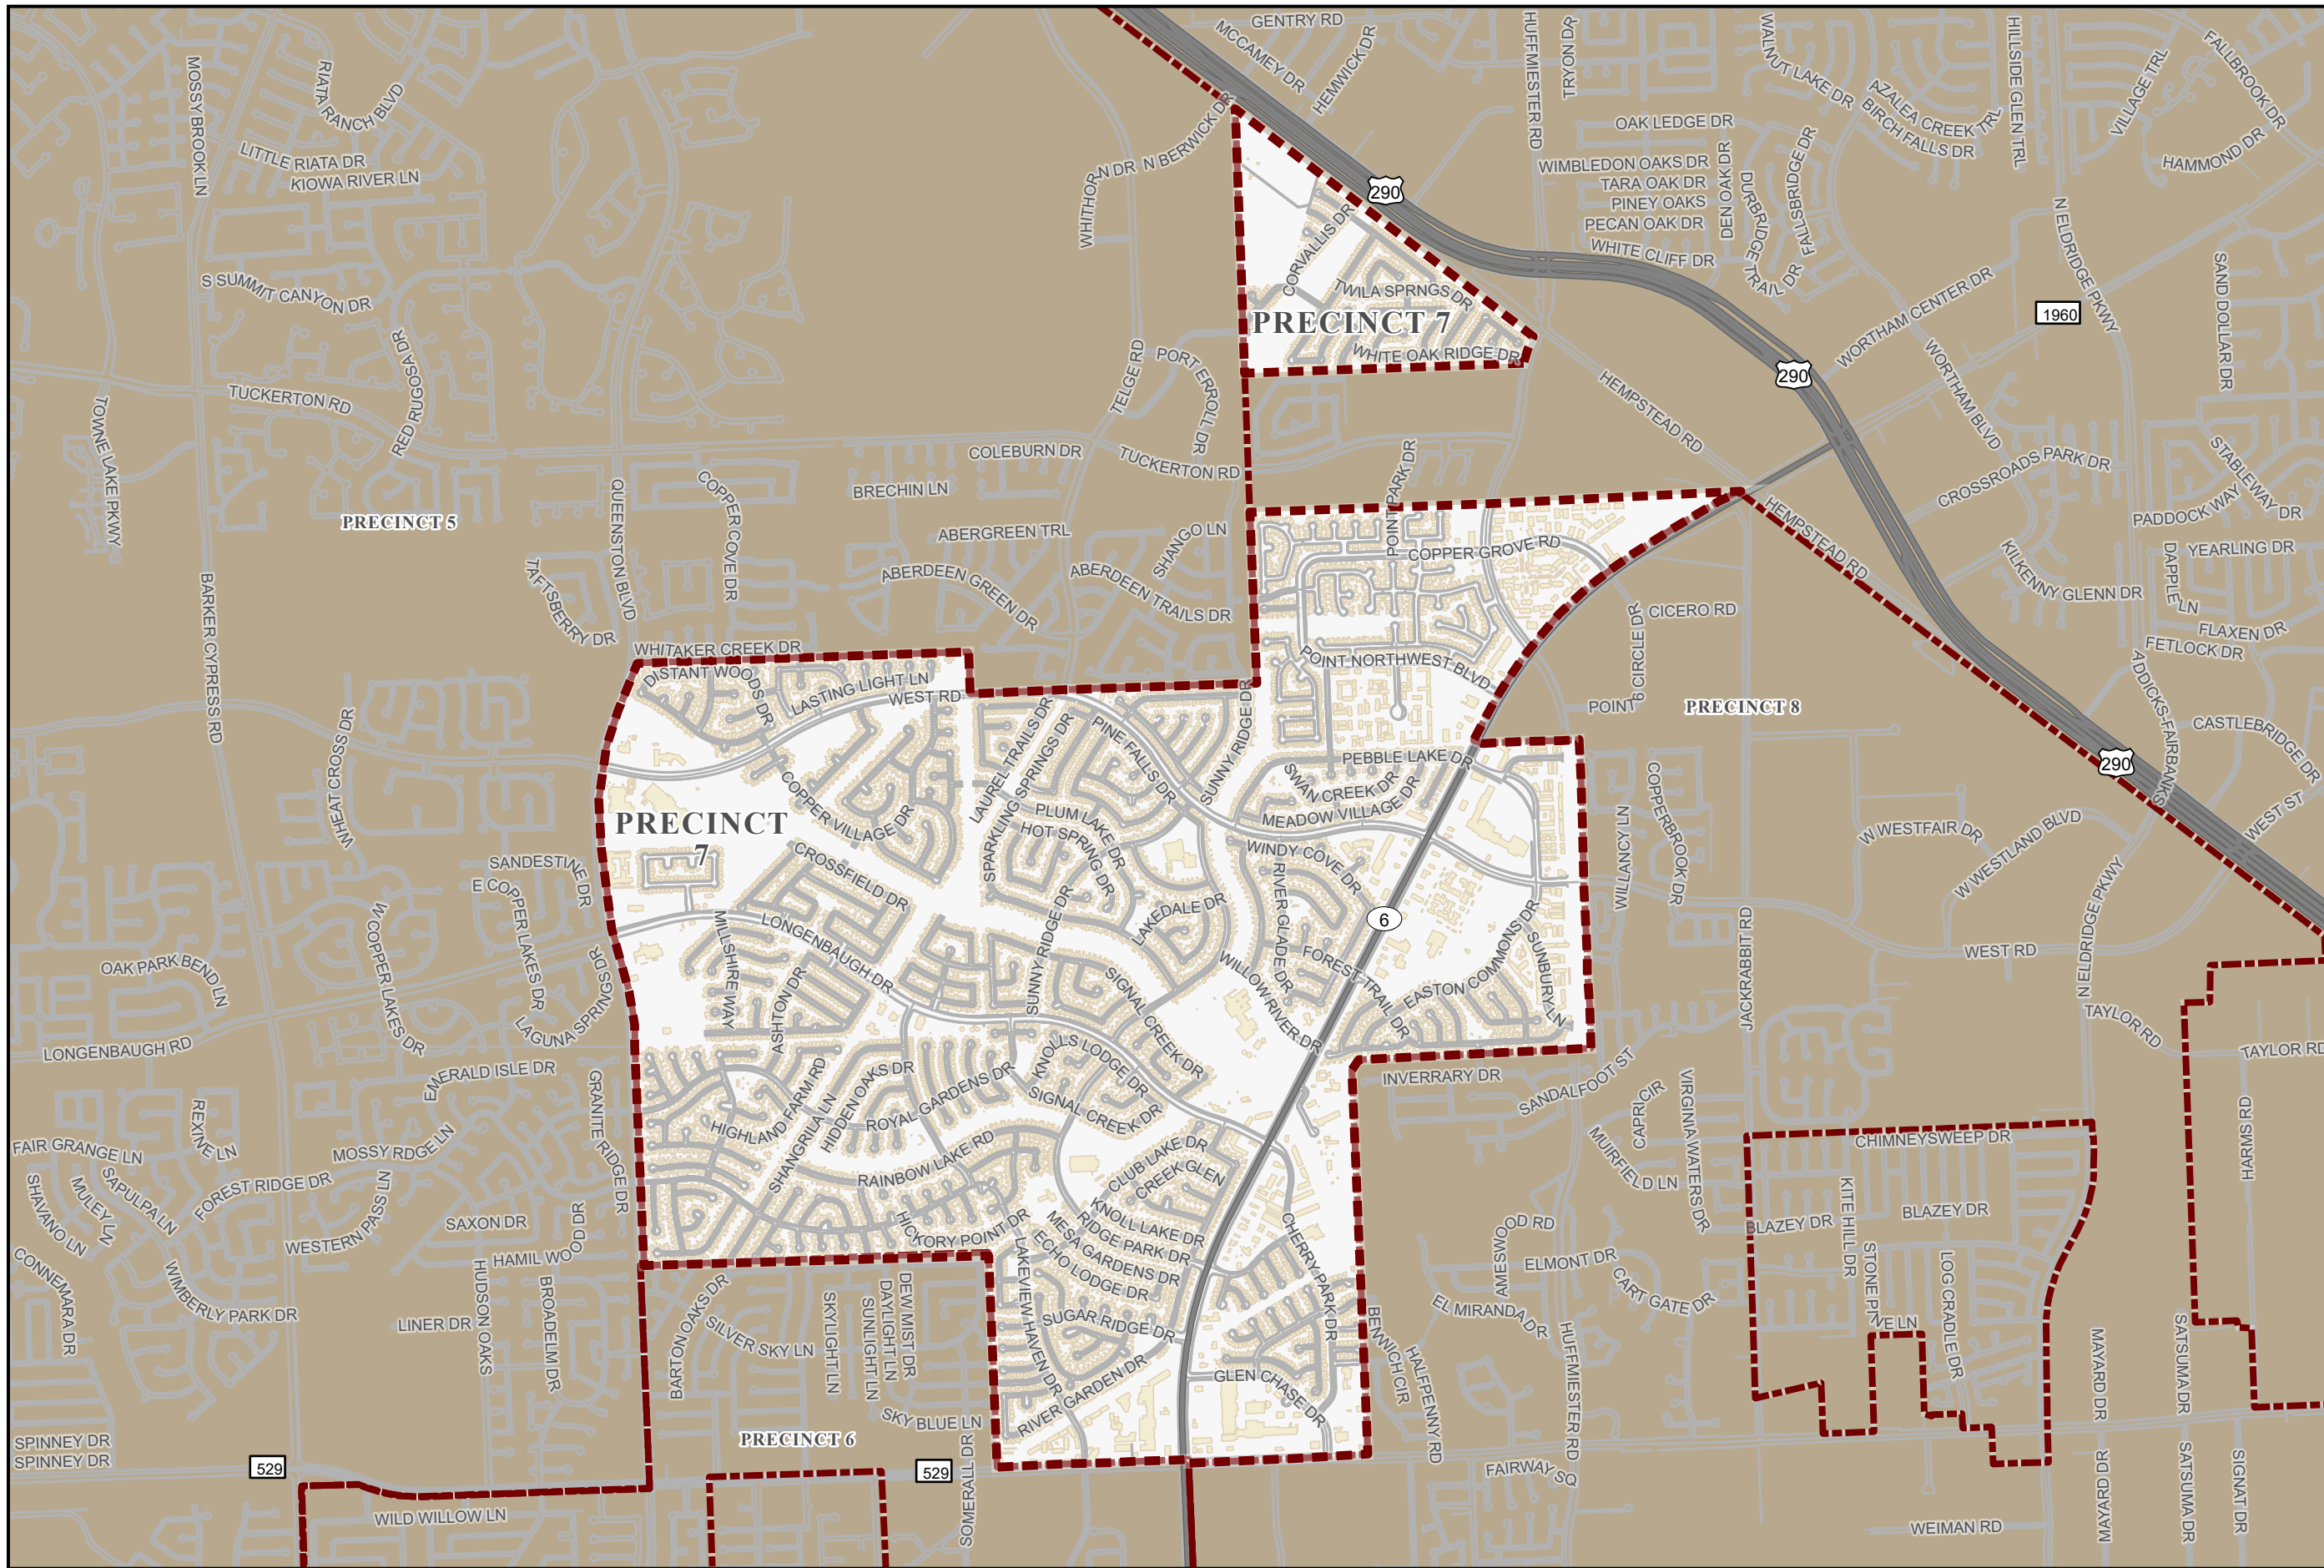 GENTRY RD
MCCAMEY DR
HEMWICK DR
HUFFMIESTER RD
TRYON DR
WALNUT LAKE DR
AZALEA CREEK TRL
BIRCH FALLS DR
HILLSIDE GLEN TRL
VILLAGE TRL
FALLBROOK DR
HAMMOND DR
MOSSY BROOK LN
RIATA RANCH BLVD
LITTLE RIATA DR
KIOWA RIVER LN
N DR
N BERWICK DR
WHITHORN
290
OAK LEDGE DR
WIMBLEDON OAKS DR
TARA OAK DR
PINEY OAKS
PECAN OAK DR
WHITE CLIFF DR
DEN OAK DR
DURBRIDGE TRAIL DR
FALLSBRIDGE DR
N ELDRIDGE PKWY
SAND DOLLAR DR
S SUMMIT CANYON DR
RED RUGOSA DR
CORVALLIS DR
TWILA SPRNGS DR
PRECINCT 7
WHITE OAK RIDGE DR
WORTHAM CENTER DR
1960
WORTHAM BLVD
290
HEMPSTEAD RD
TELGE RD
PORT ERROLL DR
TUCKERTON RD
TOWNE LAKE PKWY
COLEBURN DR
TUCKERTON RD
POINT PARK DR
CROSSROADS PARK DR
STABLEWAY DR
PADDOCK WAY
BRECHIN LN
COPPER COVE DR
QUEENSTON BLVD
PRECINCT 5
ABERGREEN TRL
SHANGO LN
COPPER GROVE RD
HEMPSTEAD RD
KILKENNY GLENN DR
YEARLING DR
DAPPLE LN
FLAXEN DR
FETLOCK DR
TAFTSBERRY DR
ABERDEEN GREEN DR
ABERDEEN TRAILS DR
BARKER CYPRESS RD
CICERO RD
POINT 6 CIRCLE DR
PRECINCT 8
WHITAKER CREEK DR
DISTANT WOODS DR
LASTING LIGHT LN
WEST RD
POINT NORTHWEST BLVD
ADDICKS-FAIRBANKS
CASTLEBRIDGE DR
290
WEST ST
WHEAT CROSS DR
LAUREL TRAILS DR
SPARKLING SPRINGS DR
PINE FALLS DR
SUNNY RIDGE DR
PEBBLE LAKE DR
SWAN CREEK DR
MEADOW VILLAGE DR
WILLANCY LN
COPPERBROOK DR
W WESTFAIR DR
W WESTLAND BLVD
PRECINCT
7
COPPER VILLAGE DR
PLUM LAKE DR
HOT SPRING DR
CROSSFIELD DR
WINDY COVE DR
RIVER GLADE DR
6
SANDESTINE DR
E COPPER LAKES DR
W COPPER LAKES DR
LAGUNA SPRINGS DR
LONGENBAUGH DR
MILLSHIRE WAY
ASHTON DR
SUNNY RIDGE DR
LAKEDALE DR
WILLOW RIVER DR
FOREST TRAIL DR
EASTON COMMONS DR
SUNBURY LN
JACKRABBIT RD
WEST RD
N ELDRIDGE PKWY
TAYLOR RD
TAYLOR RD
OAK PARK BEND LN
LONGENBAUGH RD
EMERALD ISLE DR
GRANITE RIDGE DR
SIGNAL CREEK DR
KNOLLS LODGE DR
SIGNAL CREEK DR
HIGHLAND FARM RD
SHANGRILA LN
HIDDEN OAKS DR
ROYAL GARDENS DR
RAINBOW LAKE RD
INVERRARY DR
SANDALFOOT ST
CAPRI CIR
VIRGINIA WATERS DR
MUIRFIELD LN
CHIMNEYSWEEP DR
HARMS RD
FAIR GRANGE LN
REXINE LN
MOSSY RDGE LN
SHAVANO LN
MULEY LN
SAPULPA LN
FOREST RIDGE DR
WESTERN PASS LN
SAXON DR
HAMIL WOOD DR
CLUB LAKE DR
CREEK GLEN
KNOLL LAKE DR
RIDGE PARK DR
MESA GARDENS DR
ECHO LODGE DR
HICKORY POINT DR
LAKEVIEW HAVEN DR
CHERRY PARK DR
AMESWOOD RD
ELMONT DR
CART GATE DR
EL MIRANDA DR
BLAZEY DR
KITE HILL DR
BLAZEY DR
STONE PINE LN
LOG CRADLE DR
CONNEMARA DR
WIMBERLY PARK DR
LINER DR
HUDSON OAKS
BROADELM DR
BARTON OAKS DR
SILVER SKY LN
SKYLIGHT LN
SUNLIGHT LN
DAYLIGHT LN
DEW MIST DR
SKY BLUE LN
SUGAR RIDGE DR
RIVER GARDEN DR
GLEN CHASE DR
BENWICH CIR
HALFPENNY RD
HUFFMIESTER RD
MAYARD DR
SATSUMA DR
SPINNEY DR
SPINNEY DR
529
PRECINCT 6
529
SOMERALL DR
FAIRWAY SQ
WILD WILLOW LN
WEIMAN RD
MAYARD DR
SATSUMA DR
SIGNAT DR